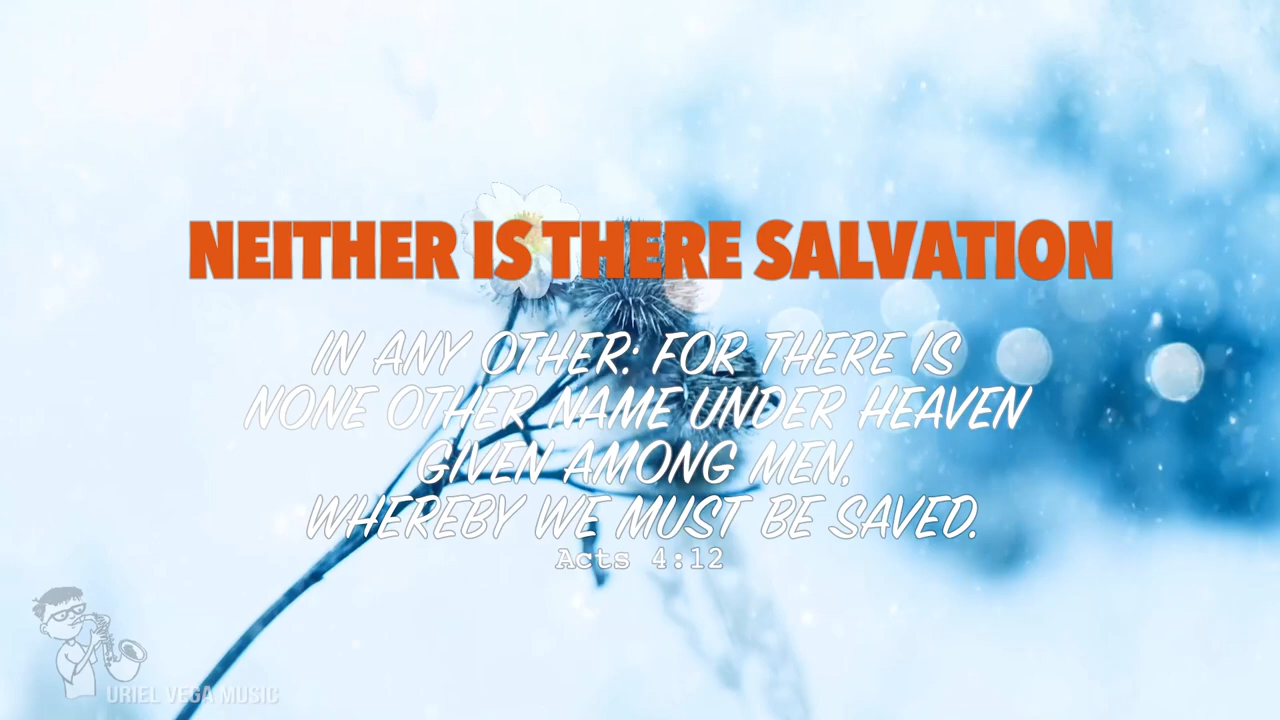 NEITHER IS THERE SALVATION
IN ANY OTHER: FOR THERE IS
NONE OTHER NAME UNDER HEAVEN
GIVEN AMONG MEN,
WHEREBY WE MUST BE SAVED.
Acts 4:12
URIEL VEGA MUSIC